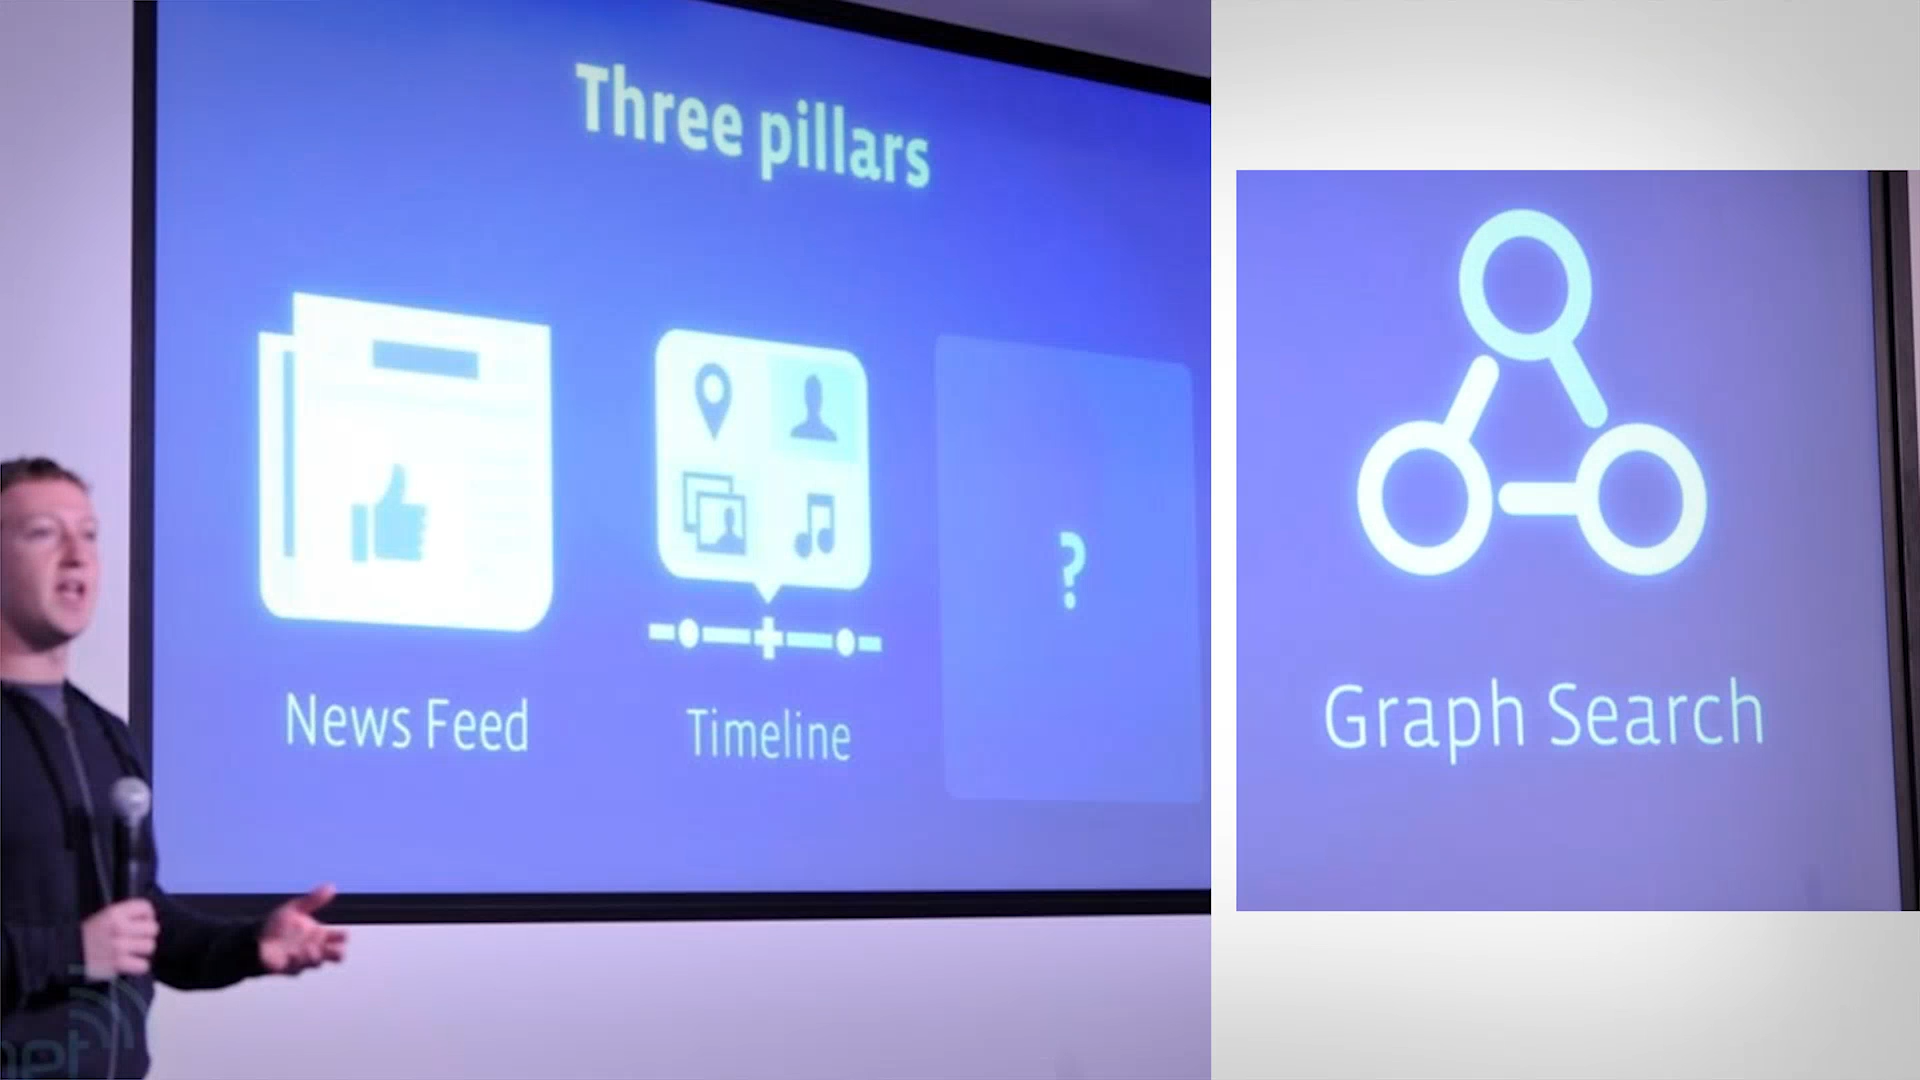 Three pillars
News Feed
Timeline
?
Graph Search